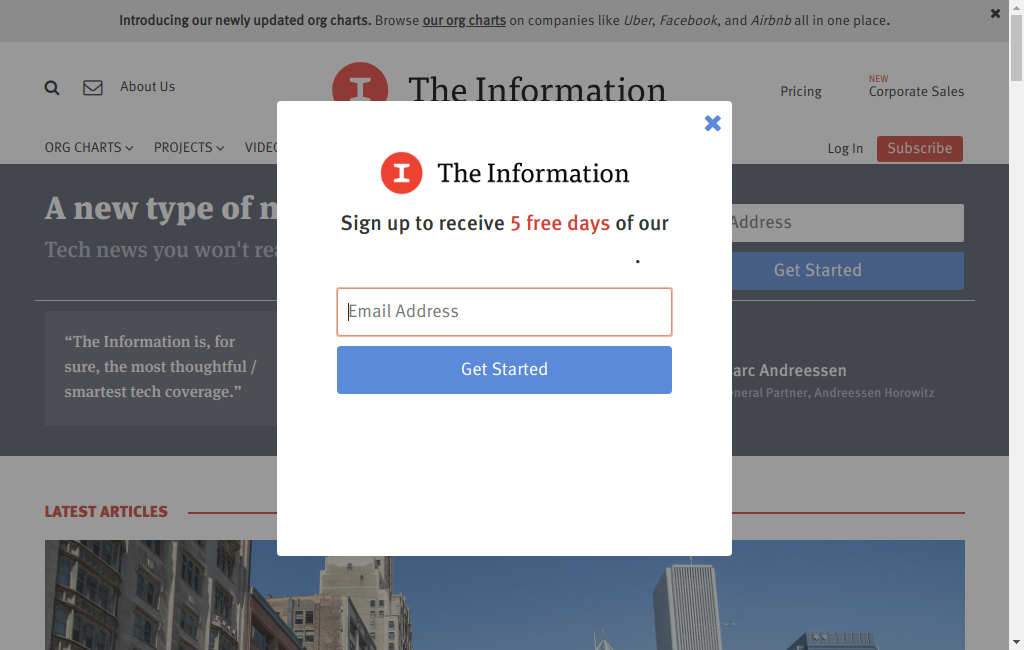 Introducing our newly updated org charts. Browse our org charts on companies like Uber, Facebook, and Airbnb all in one place.
About Us
The Information
Pricing
NEW
Corporate Sales
ORG CHARTS
PROJECTS
Log In
Subscribe
The Information
Sign up to receive 5 free days of our
.
Email Address
Get Started
A new type of
Tech news you won't
Address
Get Started
“The Information is, for
sure, the most thoughtful /
smartest tech coverage.”
Andreessen
Partner, Andreessen Horowitz
LATEST ARTICLES